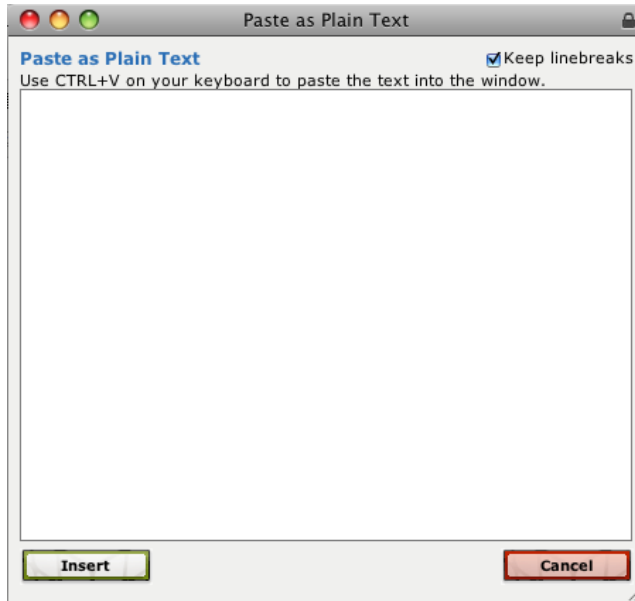 Paste as Plain Text
Paste as Plain Text Keep linebreaks
Use CTRL+V on your keyboard to paste the text into the window.
Insert Cancel